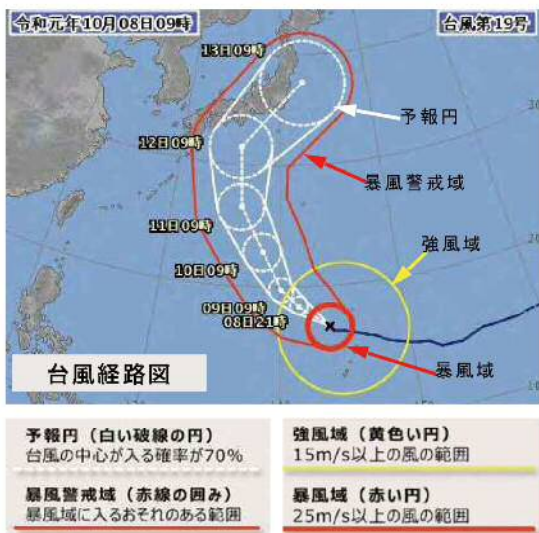 令和元年10月08日09時
台風第19号
13日09時
予報円
12日09時
暴風警戒域
11日09時
強風域
10日09時
09日09時
08日21時
暴風域
台風経路図
予報円（白い破線の円）
台風の中心が入る確率が70%
暴風警戒域（赤線の囲み）
暴風域に入るおそれのある範囲
強風域（黄色い円）
15m/s以上の風の範囲
暴風域（赤い円）
25m/s以上の風の範囲